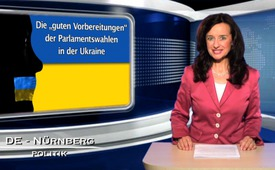 Die „guten Vorbereitungen"
der Parlamentswahlen
in der Ukraine
DE - Nürnberg
POLITIK